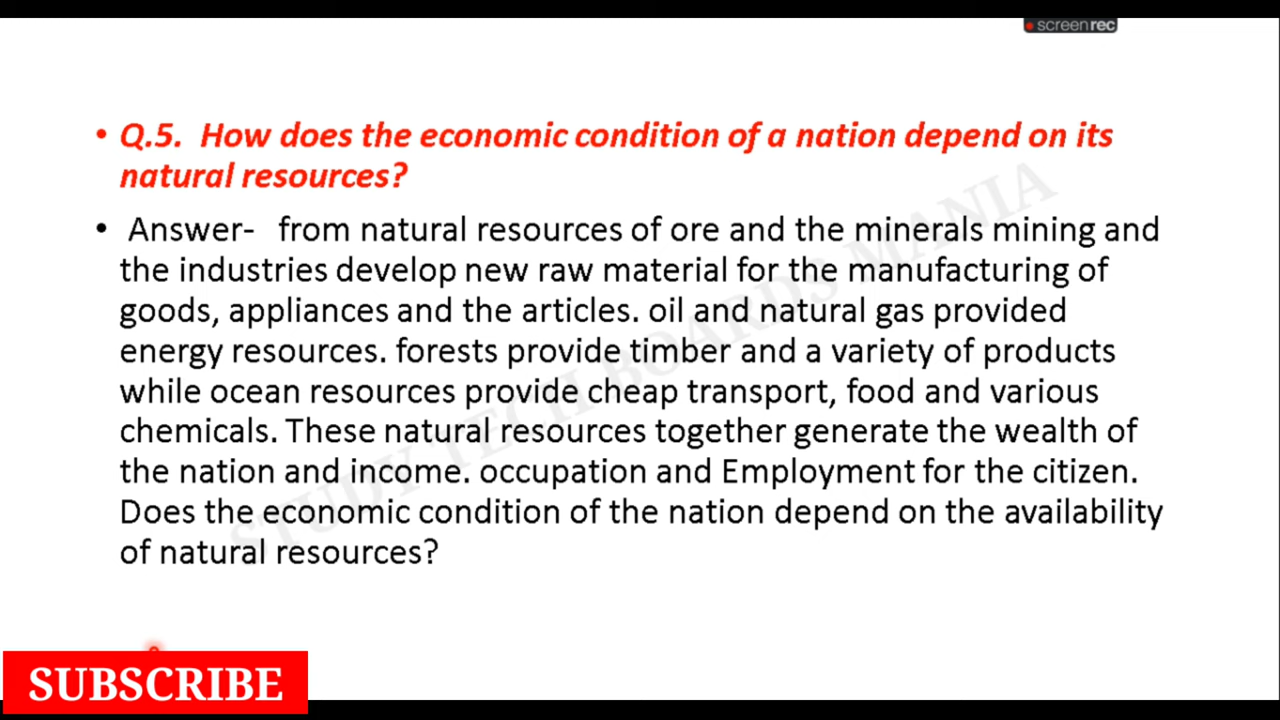 screenrec
• Q.5. How does the economic condition of a nation depend on its
natural resources?
• Answer- from natural resources of ore and the minerals mining and
the industries develop new raw material for the manufacturing of
goods, appliances and the articles. oil and natural gas provided
energy resources. forests provide timber and a variety of products
while ocean resources provide cheap transport, food and various
chemicals. These natural resources together generate the wealth of
the nation and income. occupation and Employment for the citizen.
Does the economic condition of the nation depend on the availability
of natural resources?
STUDY TECH BOARDS MANIA
SUBSCRIBE